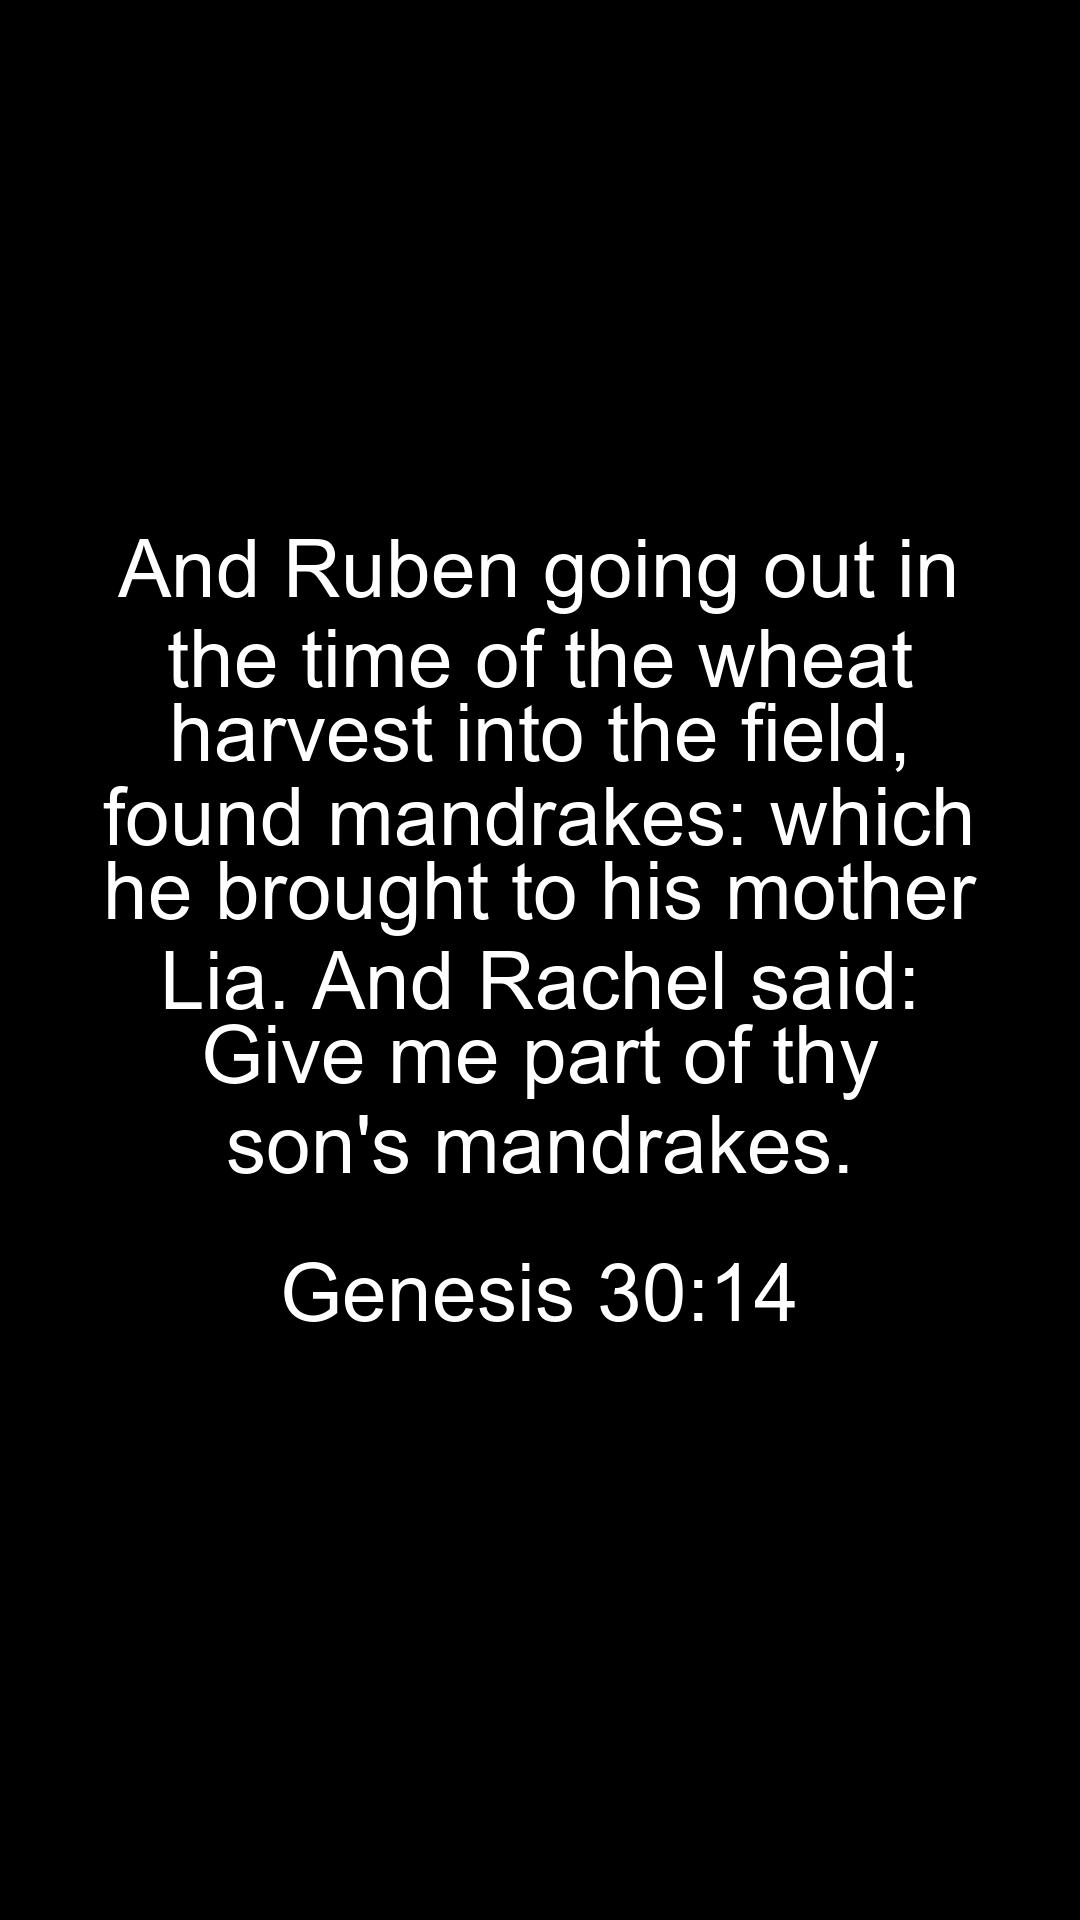 And Ruben going out in
the time of the wheat
harvest into the field,
found mandrakes: which
he brought to his mother
Lia. And Rachel said:
Give me part of thy
son's mandrakes.
Genesis 30:14